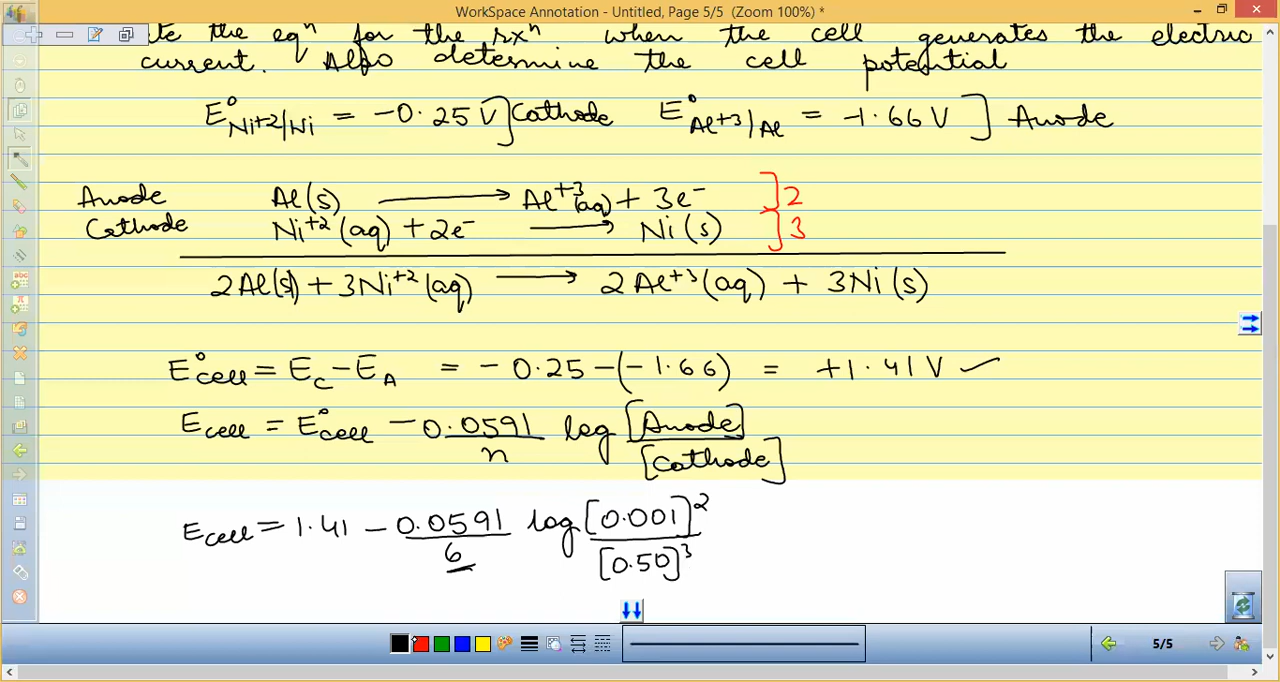 WorkSpace Annotation - Untitled, Page 5/5 (Zoom 100%) *
te the eqⁿ for the rxⁿ when the cell generates the electric
current. Also determine the cell potential
E°Ni+2/Ni = -0.25 V] Cathode E°Al+3/Al = -1.66 V] Anode
Anode Al(s) ⟶ Al+3(aq) + 3e⁻ ]2
Cathode Ni+2(aq) + 2e⁻ ⟶ Ni(s) ]3
2Al(s) + 3Ni+2(aq) ⟶ 2Al+3(aq) + 3Ni(s)
E°cell = EC - EA = -0.25 -(-1.66) = +1.41 V ✓
Ecell = E°cell - 0.0591/n log [Anode]/[Cathode]
Ecell = 1.41 - 0.0591/6 log [0.001]²/[0.50]³
5/5